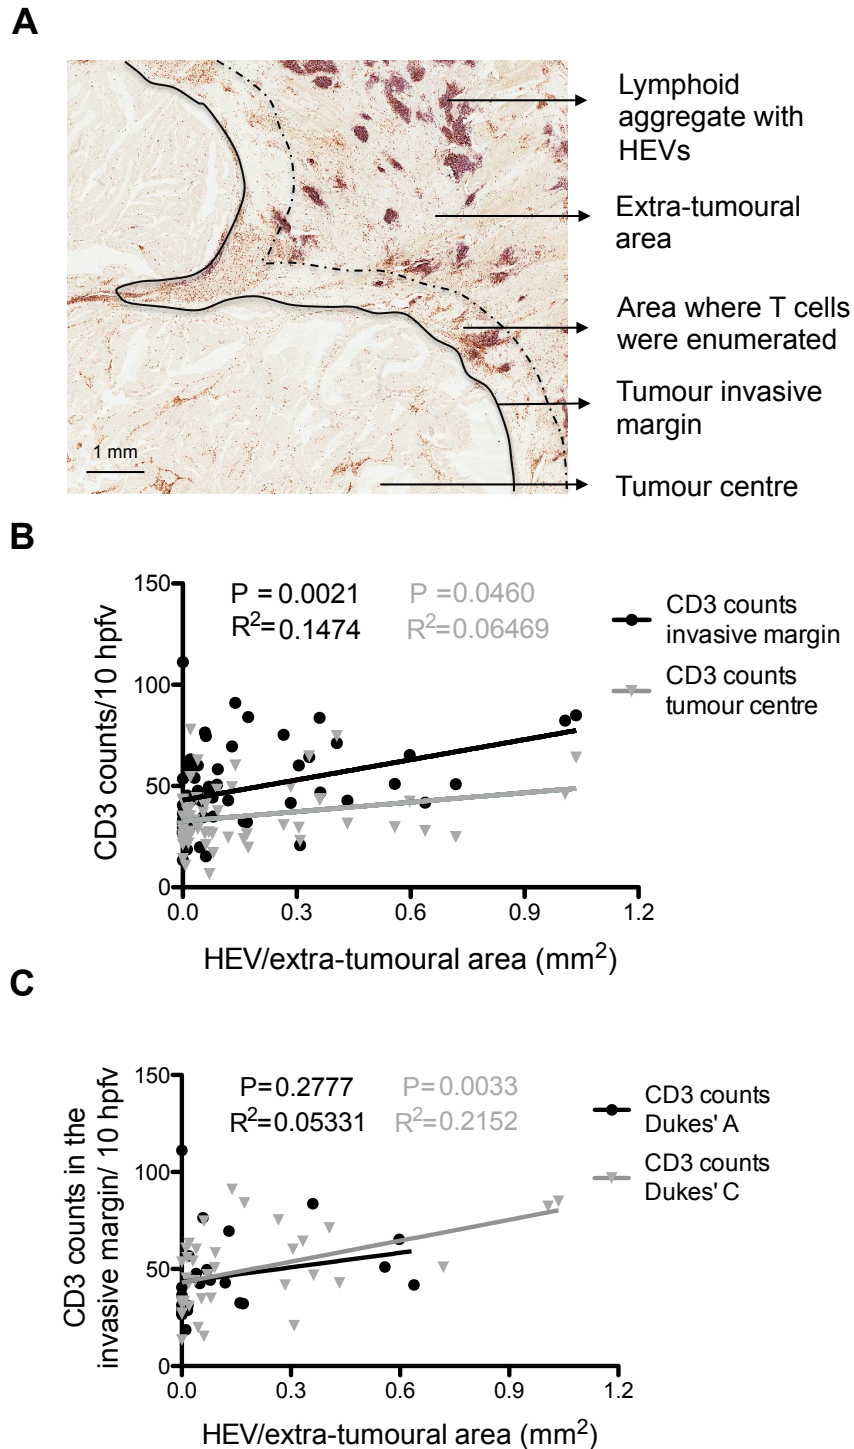 A
Lymphoid
aggregate with
HEVs
Extra-tumoural
area
Area where T cells
were enumerated
Tumour invasive
margin
Tumour centre
1 mm
B
CD3 counts/10 hpfv
150
100
50
0
P =0.0021
R²=0.1474
P =0.0460
R²=0.06469
CD3 counts
invasive margin
CD3 counts
tumour centre
0.0 0.3 0.6 0.9 1.2
HEV/extra-tumoural area (mm²)
C
CD3 counts in the
invasive margin/ 10 hpfv
150
100
50
0
P=0.2777
R²=0.05331
P=0.0033
R²=0.2152
CD3 counts
Dukes' A
CD3 counts
Dukes' C
0.0 0.3 0.6 0.9 1.2
HEV/extra-tumoural area (mm²)